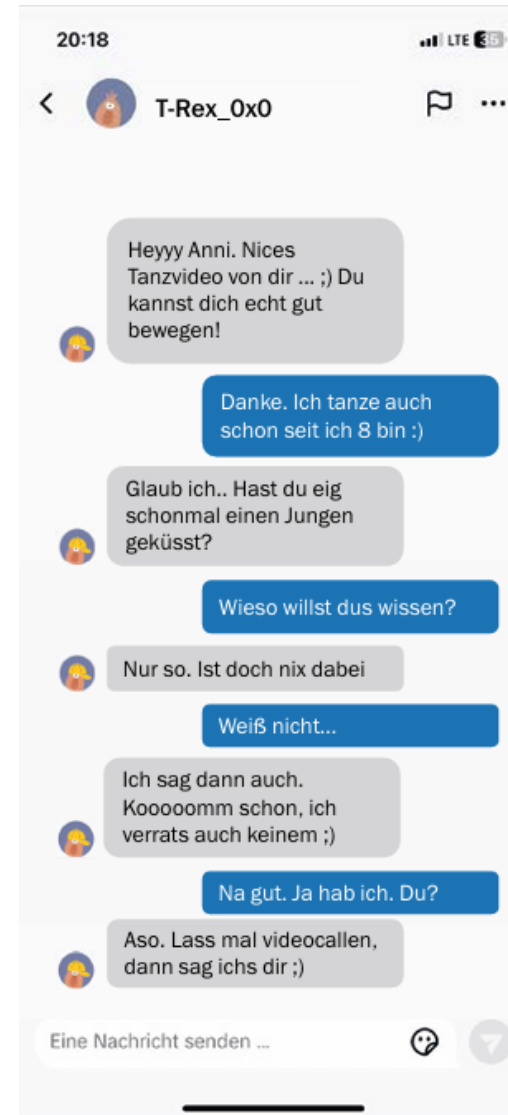 20:18
LTE 35
T-Rex_0x0
Heyyy Anni. Nices
Tanzvideo von dir ... ;) Du
kannst dich echt gut
bewegen!
Danke. Ich tanze auch
schon seit ich 8 bin :)
Glaub ich.. Hast du eig
schonmal einen Jungen
geküsst?
Wieso willst dus wissen?
Nur so. Ist doch nix dabei
Weiß nicht...
Ich sag dann auch.
Kooooomm schon, ich
verrats auch keinem ;)
Na gut. Ja hab ich. Du?
Aso. Lass mal videocallen,
dann sag ichs dir ;)
Eine Nachricht senden ...